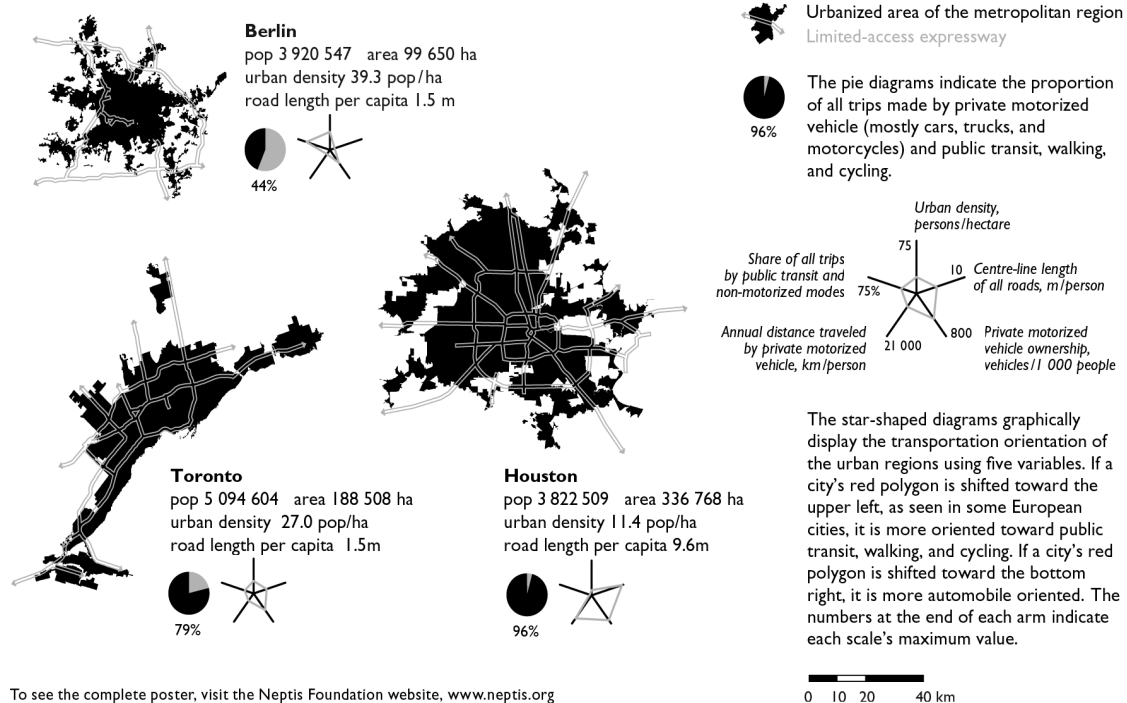 Berlin
pop 3 920 547 area 99 650 ha
urban density 39.3 pop/ha
road length per capita 1.5 m
44%
Toronto
pop 5 094 604 area 188 508 ha
urban density 27.0 pop/ha
road length per capita 1.5m
79%
Houston
pop 3 822 509 area 336 768 ha
urban density 11.4 pop/ha
road length per capita 9.6m
96%
Urbanized area of the metropolitan region
Limited-access expressway
The pie diagrams indicate the proportion
of all trips made by private motorized
vehicle (mostly cars, trucks, and
motorcycles) and public transit, walking,
and cycling.
96%
Urban density,
persons/hectare
75
10
Centre-line length
of all roads, m/person
Share of all trips
by public transit and
non-motorized modes
75%
Annual distance traveled
by private motorized
vehicle, km/person
21 000
800
Private motorized
vehicle ownership,
vehicles/1 000 people
The star-shaped diagrams graphically
display the transportation orientation of
the urban regions using five variables. If a
city's red polygon is shifted toward the
upper left, as seen in some European
cities, it is more oriented toward public
transit, walking, and cycling. If a city's red
polygon is shifted toward the bottom
right, it is more automobile oriented. The
numbers at the end of each arm indicate
each scale's maximum value.
0 10 20 40 km
To see the complete poster, visit the Neptis Foundation website, www.neptis.org